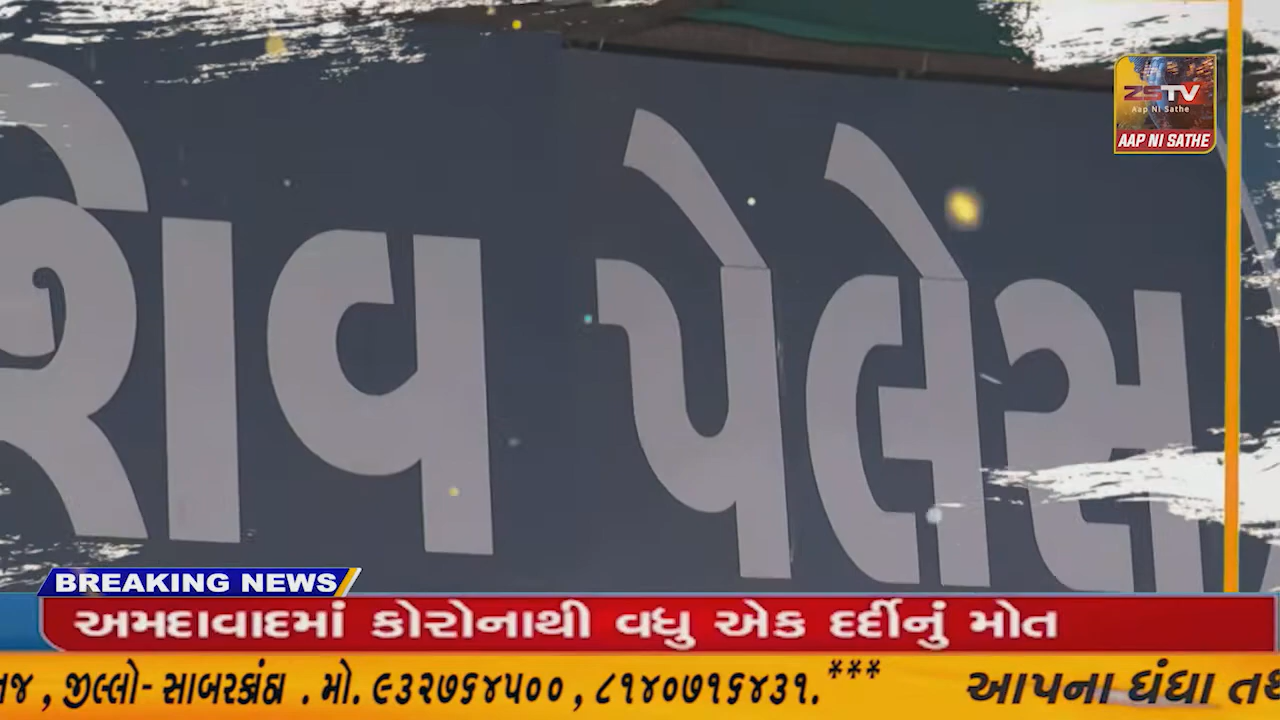 ZSTV
Aap Ni Sathe
AAP NI SATHE
શિવ પેલેસ
BREAKING NEWS
અમદાવાદમાં કોરોનાથી વધુ એક દર્દીનું મોત
, જીલ્લો- સાબરકાંઠા . મો. ૯૩૨૭૬૪૫૦૦ , ૮૧૪૦૭૧૬૪૩૧.*** આપના ધંધા